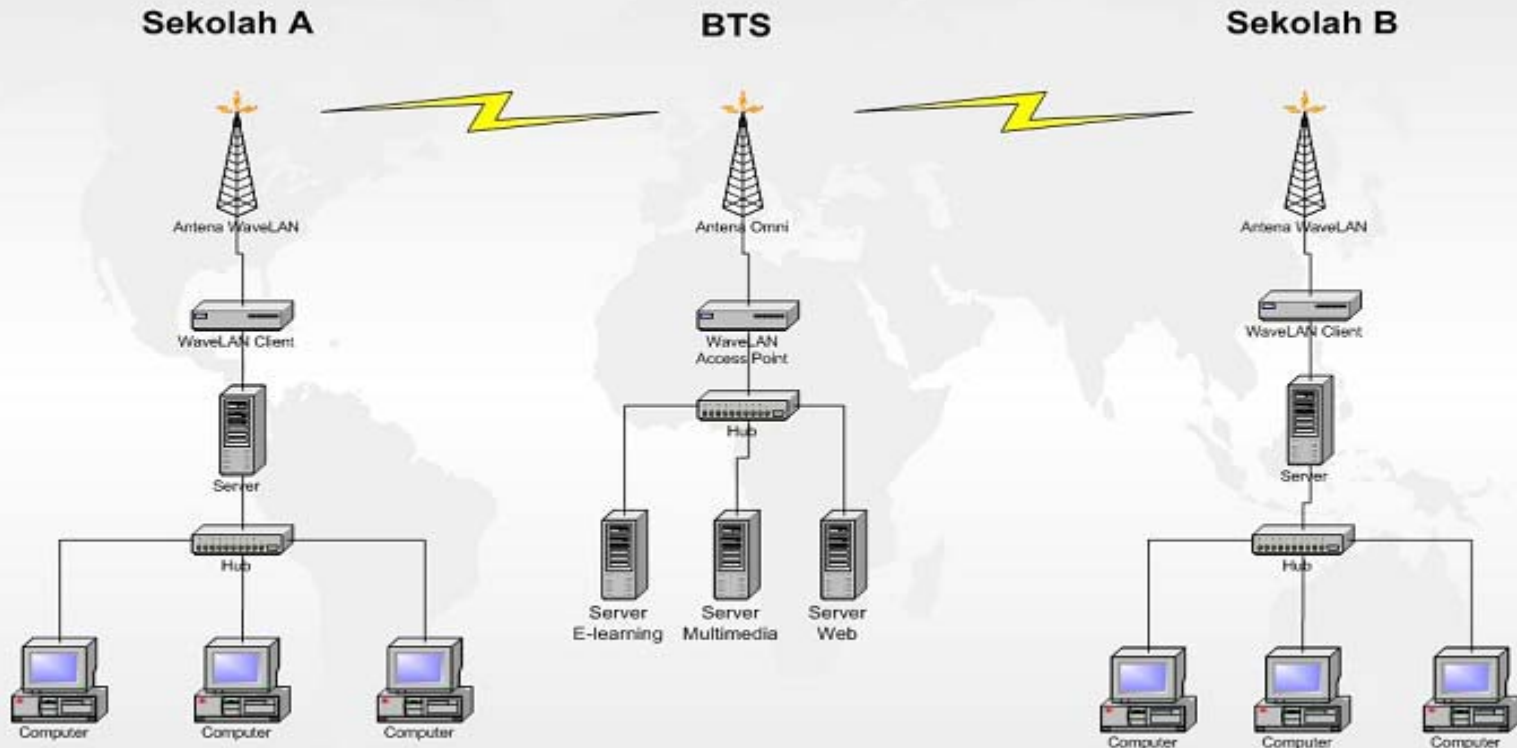 Sekolah A
BTS
Sekolah B
Antena WaveLAN
Antena Omni
Antena WaveLAN
WaveLAN Client
WaveLAN
Access Point
WaveLAN Client
Server
Hub
Server
Hub
Hub
Server
E-learning
Server
Multimedia
Server
Web
Computer
Computer
Computer
Computer
Computer
Computer